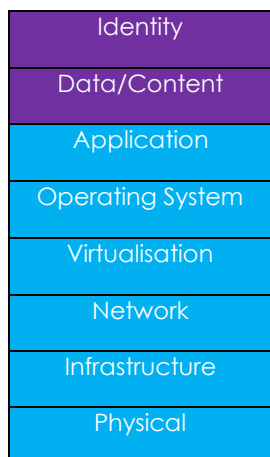 Identity
Data/Content
Application
Operating System
Virtualisation
Network
Infrastructure
Physical